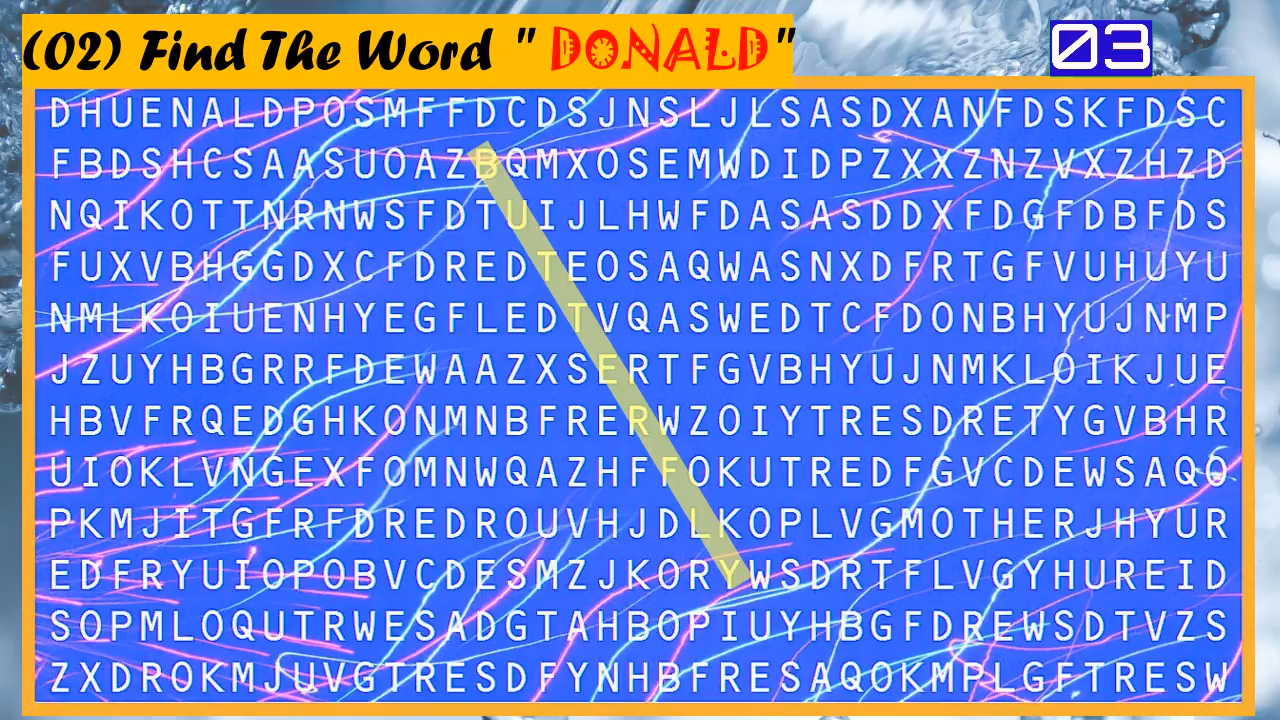 (02) Find The Word " DONALD"
03
DHUENALDPOSMFFDCDSJNSLJLSASDXANFDSKFDSC
FBDSHCSAASUOAZBQMXOSEMWDIDPZXXZNZVXZHZD
NQIKOTTNRNWSFDTUIJLHWFDASASDDXFDGFDBFDS
FUXVBHGGDXCFDREDTEOSAQWASNXDFRTGFVUHUYU
NMLKOIUENHYEGFLEDTVQASWEDTCFDONBHYUJNMP
JZUYHBGRRFDEWAAZXSERTFGVBHYUJNMKLOIKJUE
HBVFRQEDGHKONMNBFRERWZOIYTRESDRETYGVBHR
UIOKLVNGEXFOMNWQAZHFFOKUTREDFGVCDEWSAQO
PKMJITGFRFDREDROUVHJDLKOPLVGMOTHERJHYUR
EDFRYUIOPOBVCDESMZJKORYWSDRTFLVGYHUREID
SOPMLOQUTRWESADGTAHBOPIUYHBGFDREWSDTVZS
ZXDROKMJUVGTRESDFYNHBFRESAQOKMPLGFTRESW